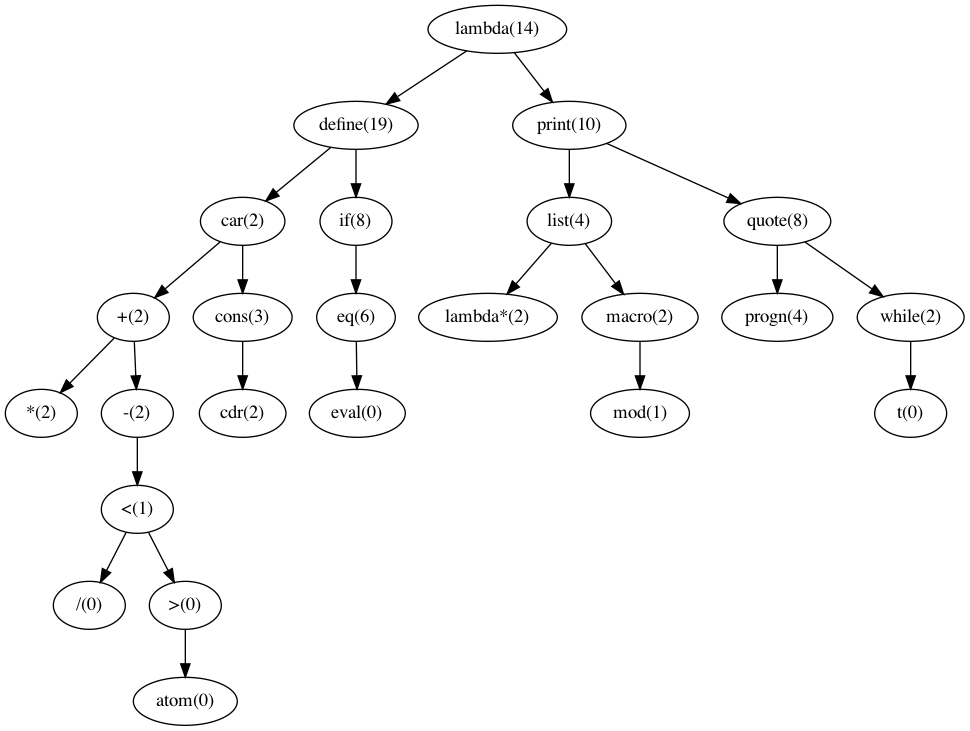 lambda(14)
define(19)
print(10)
car(2)
if(8)
list(4)
quote(8)
+(2)
cons(3)
eq(6)
lambda*(2)
macro(2)
progn(4)
while(2)
*(2)
-(2)
cdr(2)
eval(0)
mod(1)
t(0)
<(1)
/(0)
>(0)
atom(0)